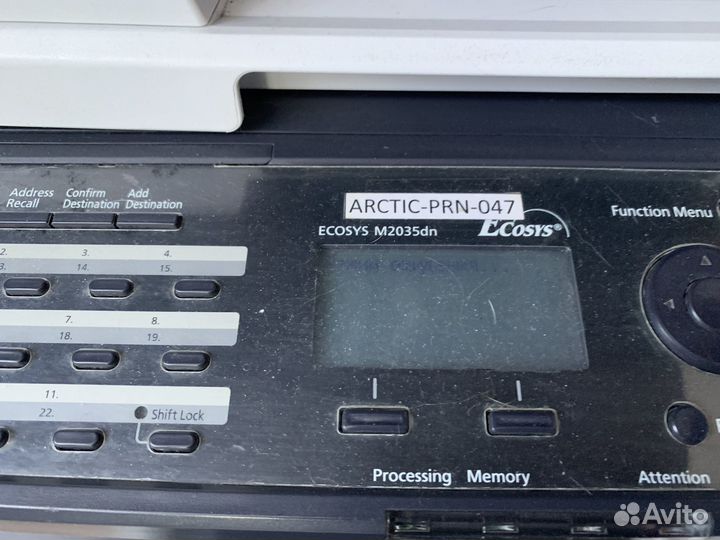 Address Recall
Confirm Destination
Add Destination
ARCTIC-PRN-047
ECOSYS M2035dn
Ecosys®
Function Menu
2. 3. 4.
3. 14. 15.
7. 8.
18. 19.
11.
22. Shift Lock
Processing Memory
Attention
Avito